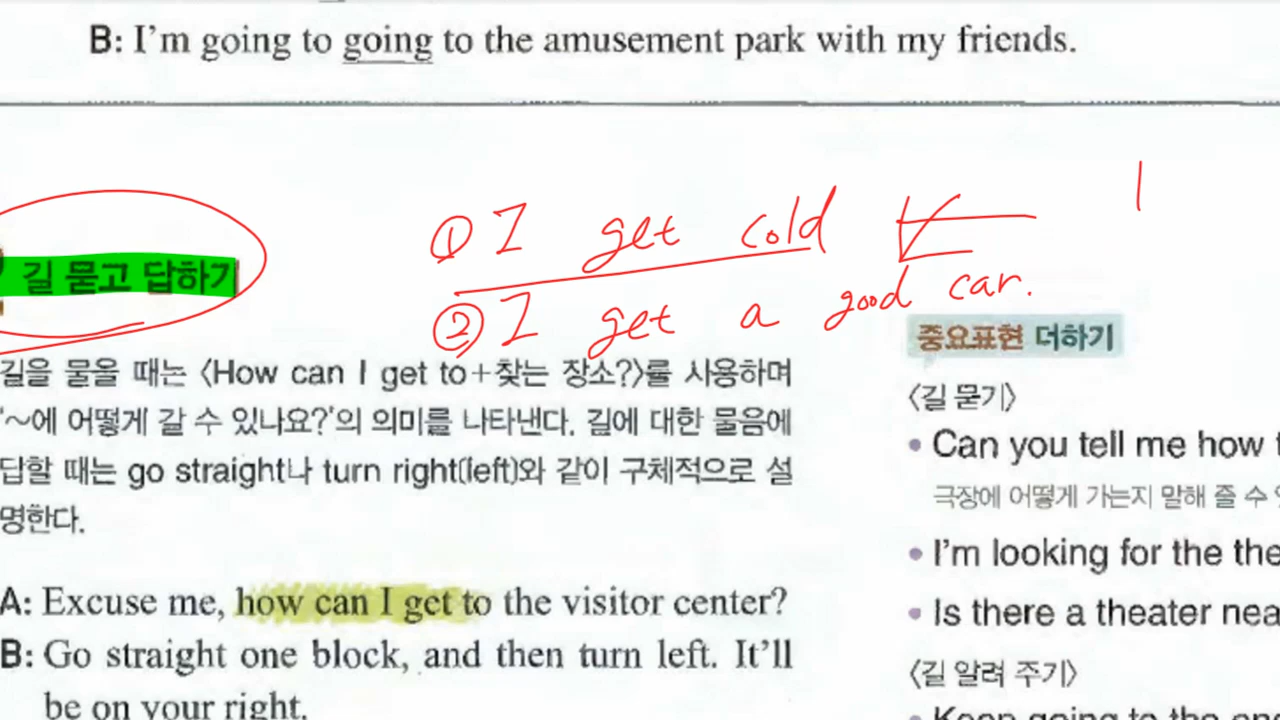 B: I'm going to going to the amusement park with my friends.
① I get cold
② I get a good car.
길 묻고 답하기
길을 물을 때는 〈How can I get to+찾는 장소?〉를 사용하며
'~에 어떻게 갈 수 있나요?'의 의미를 나타낸다. 길에 대한 물음에
답할 때는 go straight나 turn right(left)와 같이 구체적으로 설
명한다.
A: Excuse me, how can I get to the visitor center?
B: Go straight one block, and then turn left. It'll
be on your right.
중요표현 더하기
〈길 묻기〉
• Can you tell me how
극장에 어떻게 가는지 말해 줄 수
• I'm looking for the the
• Is there a theater nea
〈길 알려 주기〉
• Keep going to the en